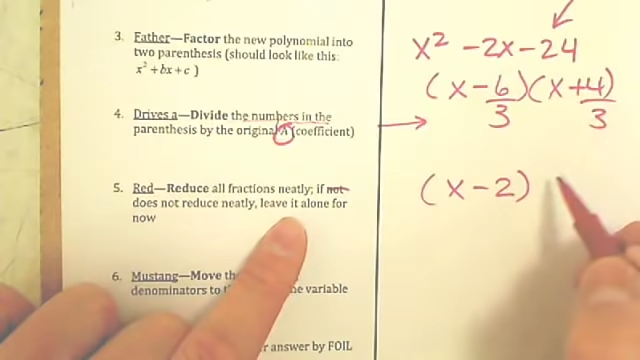 3. Father—Factor the new polynomial into
two parenthesis (should look like this:
x² + bx + c )
4. Drives a—Divide the numbers in the
parenthesis by the original A (coefficient)
5. Red—Reduce all fractions neatly; if not
does not reduce neatly, leave it alone for
now
6. Mustang—Move the
denominators to the variable
answer by FOIL
x² -2x-24
(x-6/3)(x+4/3)
(x-2)